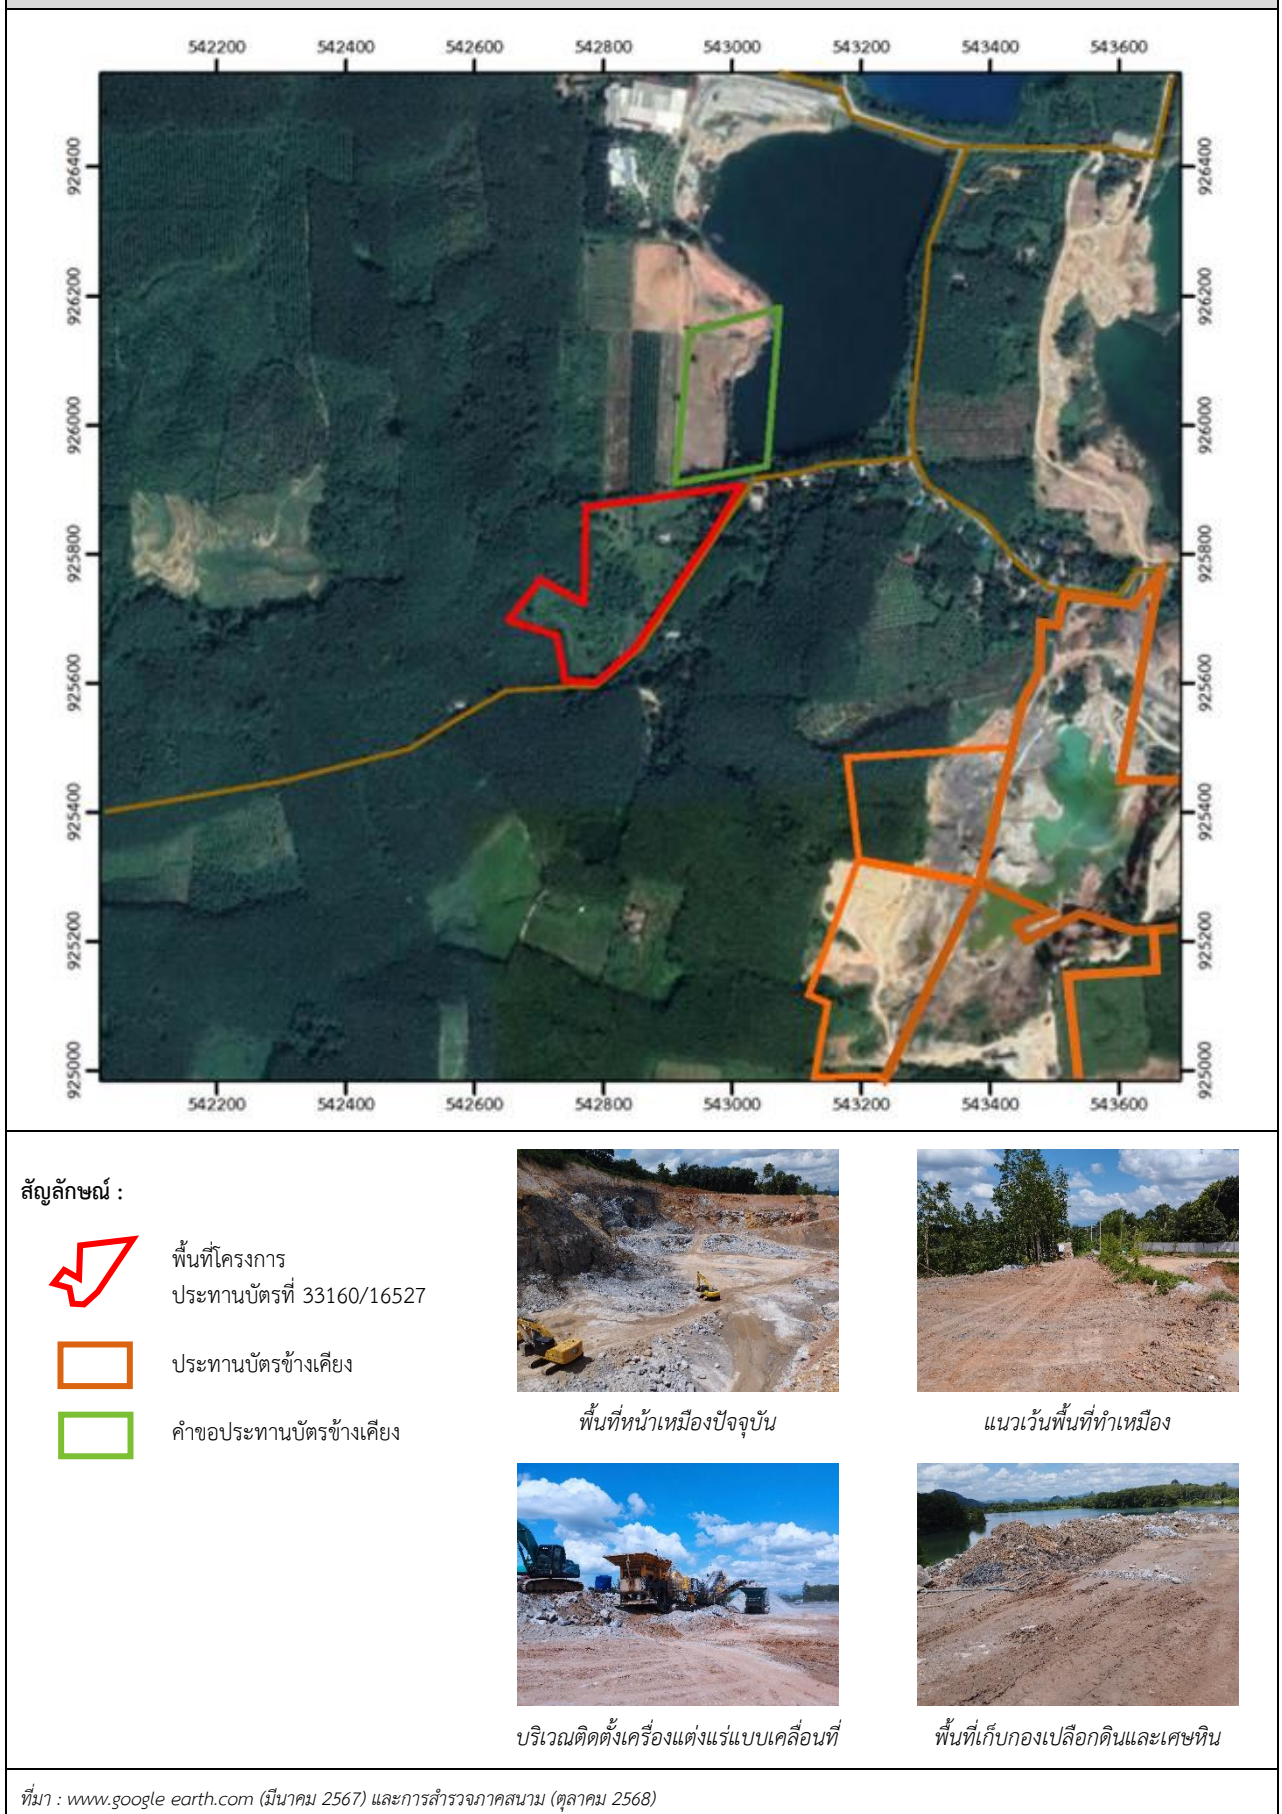 542200 542400 542600 542800 543000 543200 543400 543600
926400 926400
926200 926200
926000 926000
925800 925800
925600 925600
925400 925400
925200 925200
925000 925000
542200 542400 542600 542800 543000 543200 543400 543600
สัญลักษณ์ :
พื้นที่โครงการ
ประทานบัตรที่ 33160/16527
ประทานบัตรข้างเคียง
คำขอประทานบัตรข้างเคียง
พื้นที่หน้าเหมืองปัจจุบัน
แนวเว้นพื้นที่ทำเหมือง
บริเวณติดตั้งเครื่องแต่งแร่แบบเคลื่อนที่
พื้นที่เก็บกองเปลือกดินและเศษหิน
ที่มา : www.google earth.com (มีนาคม 2567) และการสำรวจภาคสนาม (ตุลาคม 2568)